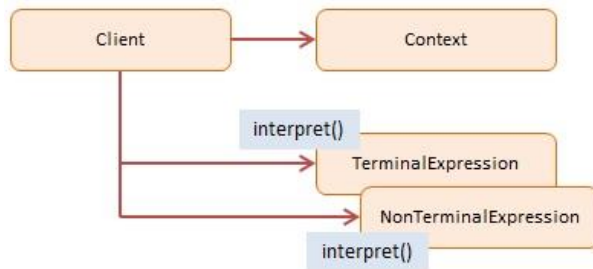 Client
Context
interpret()
TerminalExpression
NonTerminalExpression
interpret()